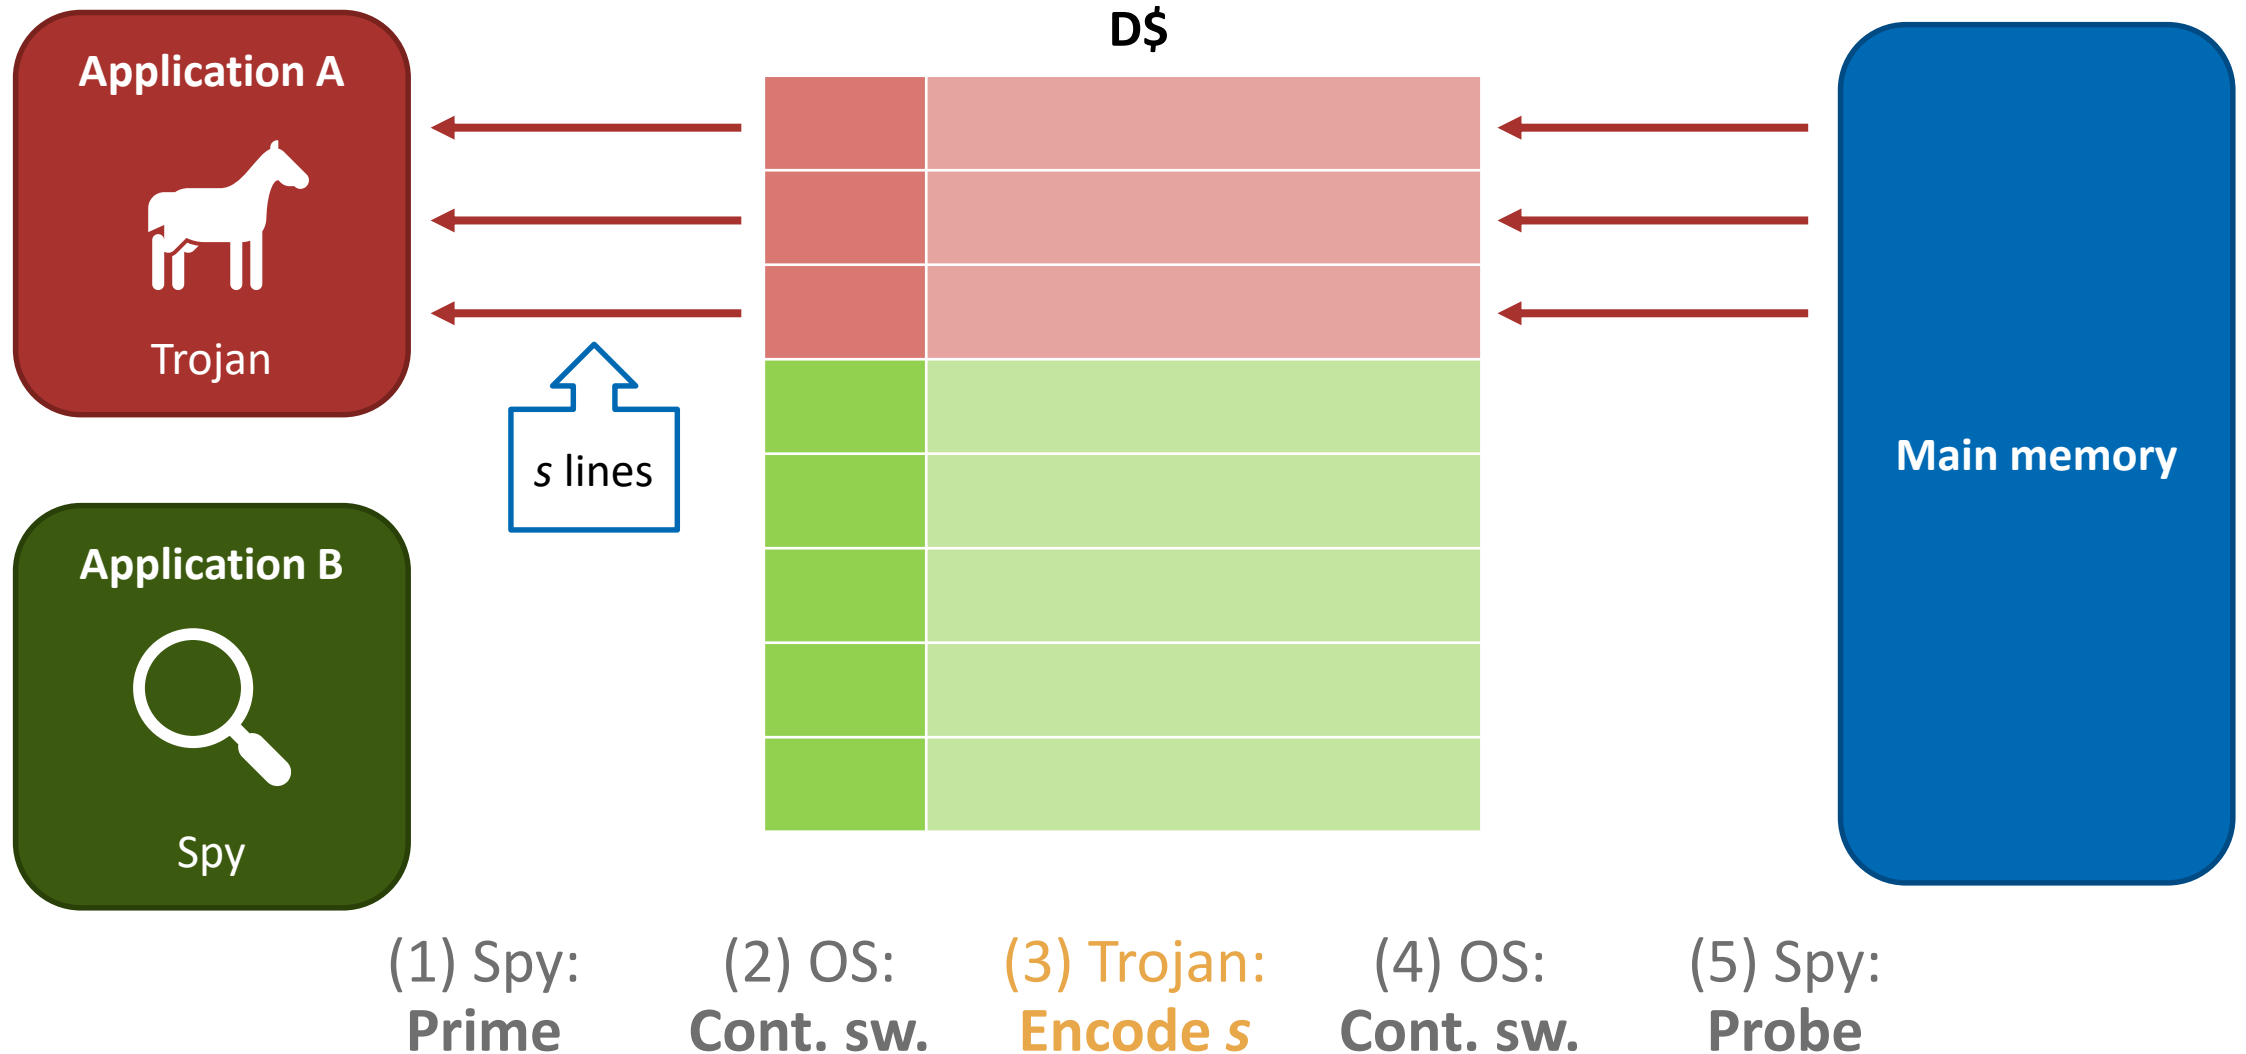 D$
Application A
Trojan
s lines
Main memory
Application B
Spy
(1) Spy:
Prime
(2) OS:
Cont. sw.
(3) Trojan:
Encode s
(4) OS:
Cont. sw.
(5) Spy:
Probe